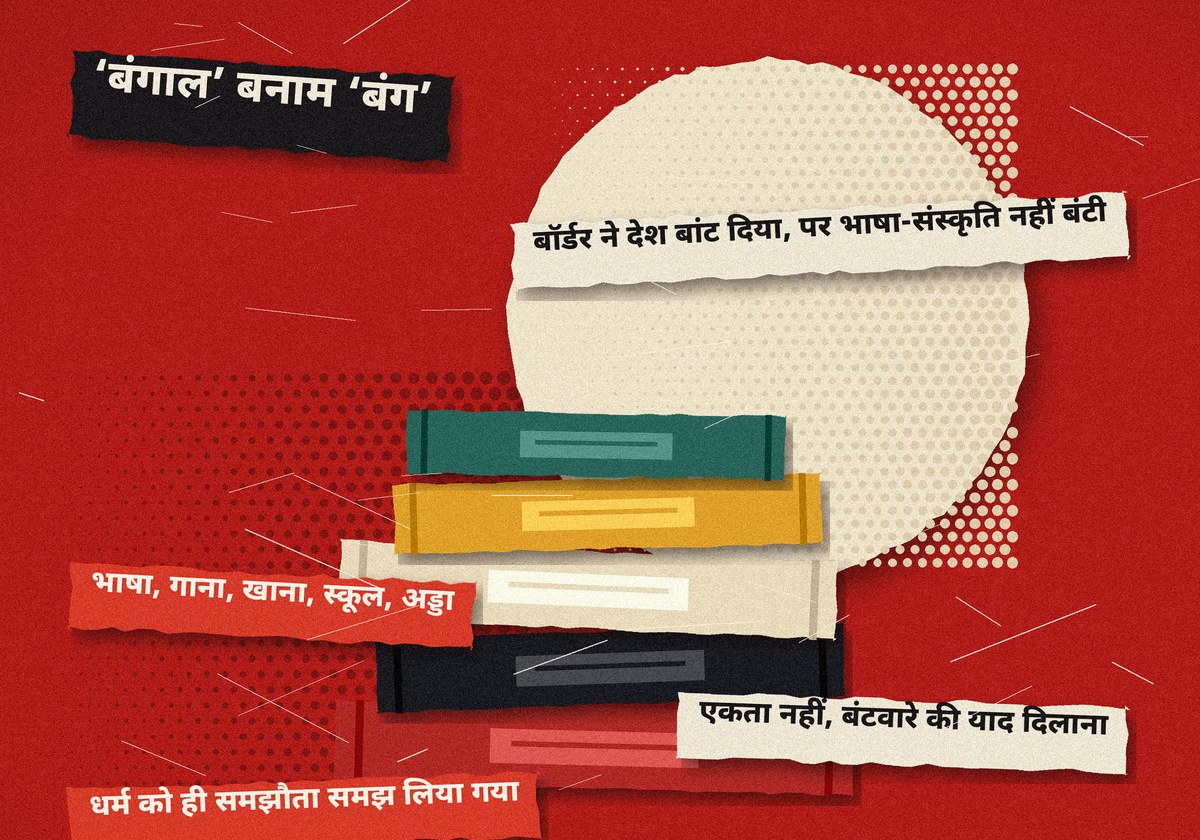 ‘बंगाल’ बनाम ‘बंग’
बॉर्डर ने देश बांट दिया, पर भाषा-संस्कृति नहीं बंटी
भाषा, गाना, खाना, स्कूल, अड्डा
एकता नहीं, बंटवारे की याद दिलाना
धर्म को ही समझौता समझ लिया गया